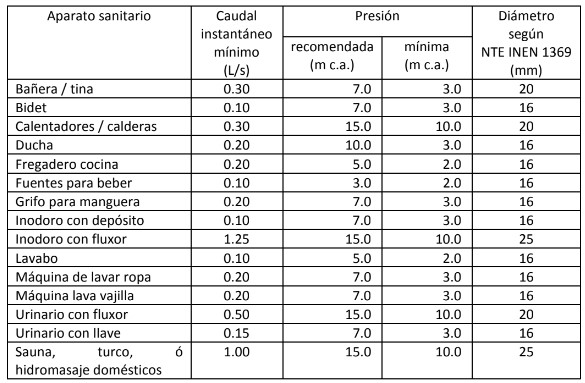 Aparato sanitario Caudal instantáneo mínimo (L/s) Presión Diámetro según NTE INEN 1369 (mm)
recomendada (m c.a.) mínima (m c.a.)
Bañera / tina 0.30 7.0 3.0 20
Bidet 0.10 7.0 3.0 16
Calentadores / calderas 0.30 15.0 10.0 20
Ducha 0.20 10.0 3.0 16
Fregadero cocina 0.20 5.0 2.0 16
Fuentes para beber 0.10 3.0 2.0 16
Grifo para manguera 0.20 7.0 3.0 16
Inodoro con depósito 0.10 7.0 3.0 16
Inodoro con fluxor 1.25 15.0 10.0 25
Lavabo 0.10 5.0 2.0 16
Máquina de lavar ropa 0.20 7.0 3.0 16
Máquina lava vajilla 0.20 7.0 3.0 16
Urinario con fluxor 0.50 15.0 10.0 20
Urinario con llave 0.15 7.0 3.0 16
Sauna, turco, ó 1.00 15.0 10.0 25
hidromasaje domésticos